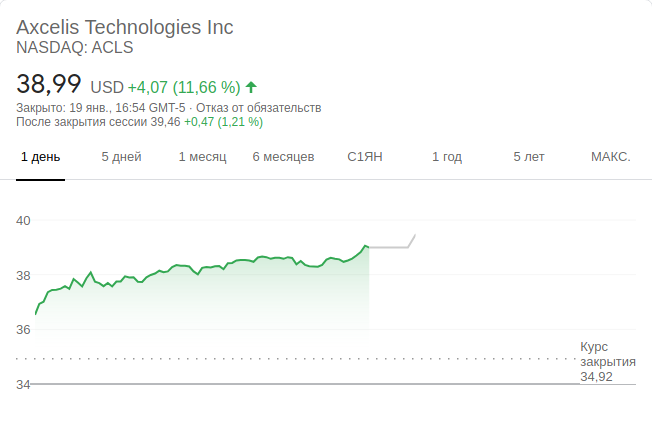 Axcelis Technologies Inc
NASDAQ: ACLS
38,99 USD +4,07 (11,66 %)
Закрыто: 19 янв., 16:54 GMT-5 · Отказ от обязательств
После закрытия сессии 39,46 +0,47 (1,21 %)
1 день 5 дней 1 месяц 6 месяцев С1ЯН 1 год 5 лет МАКС.
40
38
36
Курс
закрытия
34,92
34